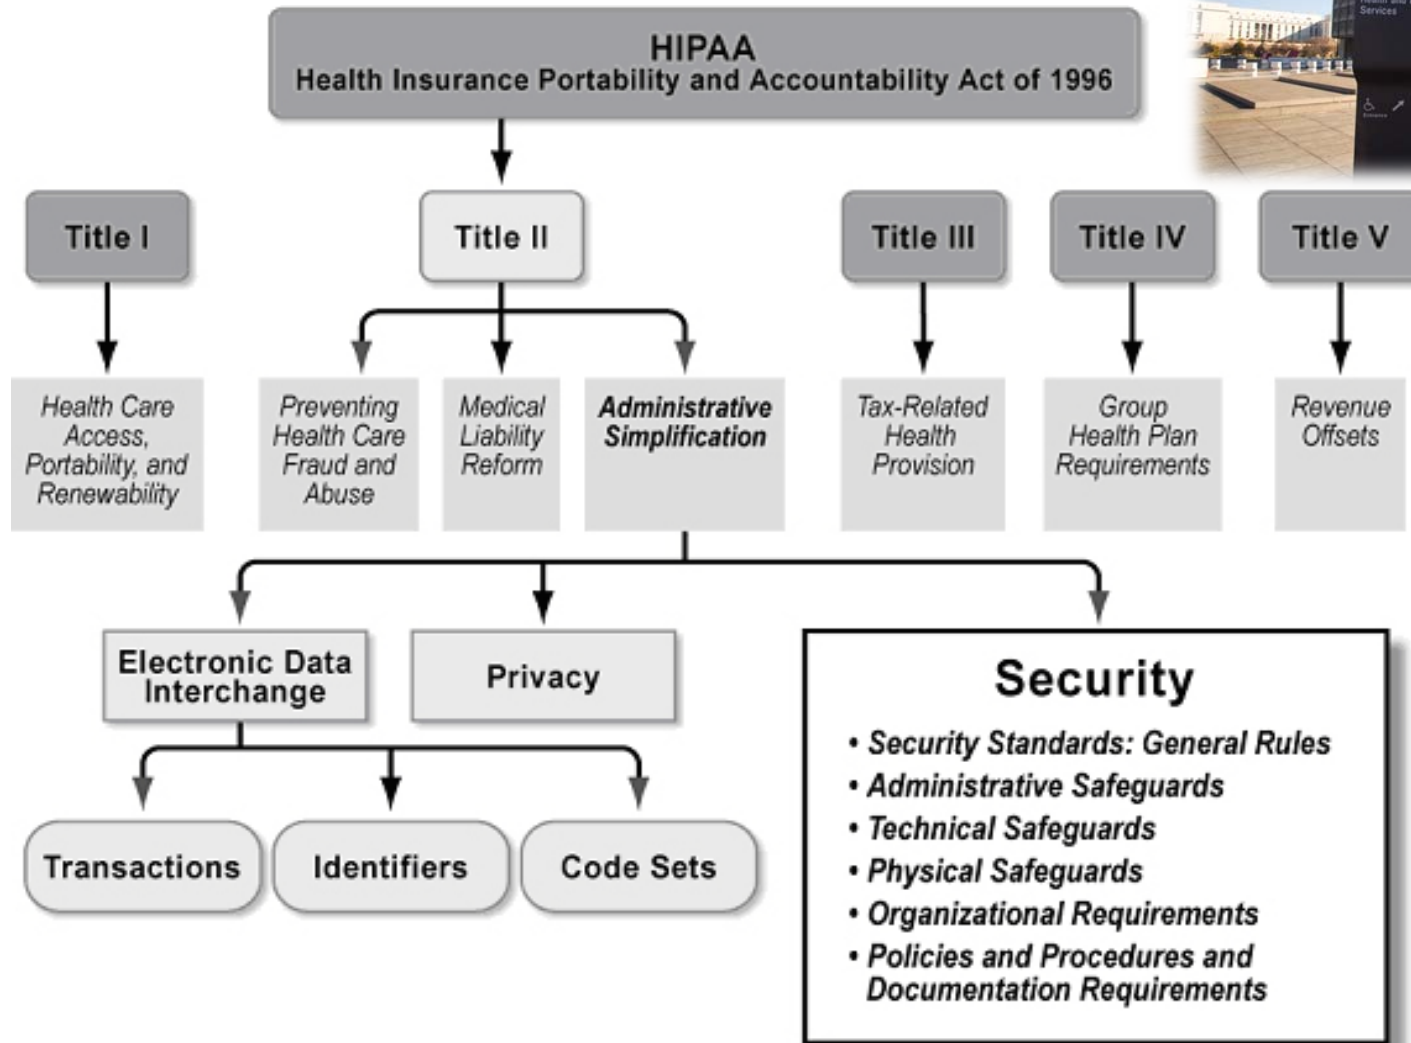 HIPAA
Health Insurance Portability and Accountability Act of 1996
Services
Entrance
Title I
Title II
Title III
Title IV
Title V
Health Care
Access,
Portability, and
Renewability
Preventing
Health Care
Fraud and
Abuse
Medical
Liability
Reform
Administrative
Simplification
Tax-Related
Health
Provision
Group
Health Plan
Requirements
Revenue
Offsets
Electronic Data
Interchange
Privacy
Security
• Security Standards: General Rules
• Administrative Safeguards
• Technical Safeguards
• Physical Safeguards
• Organizational Requirements
• Policies and Procedures and
Documentation Requirements
Transactions
Identifiers
Code Sets